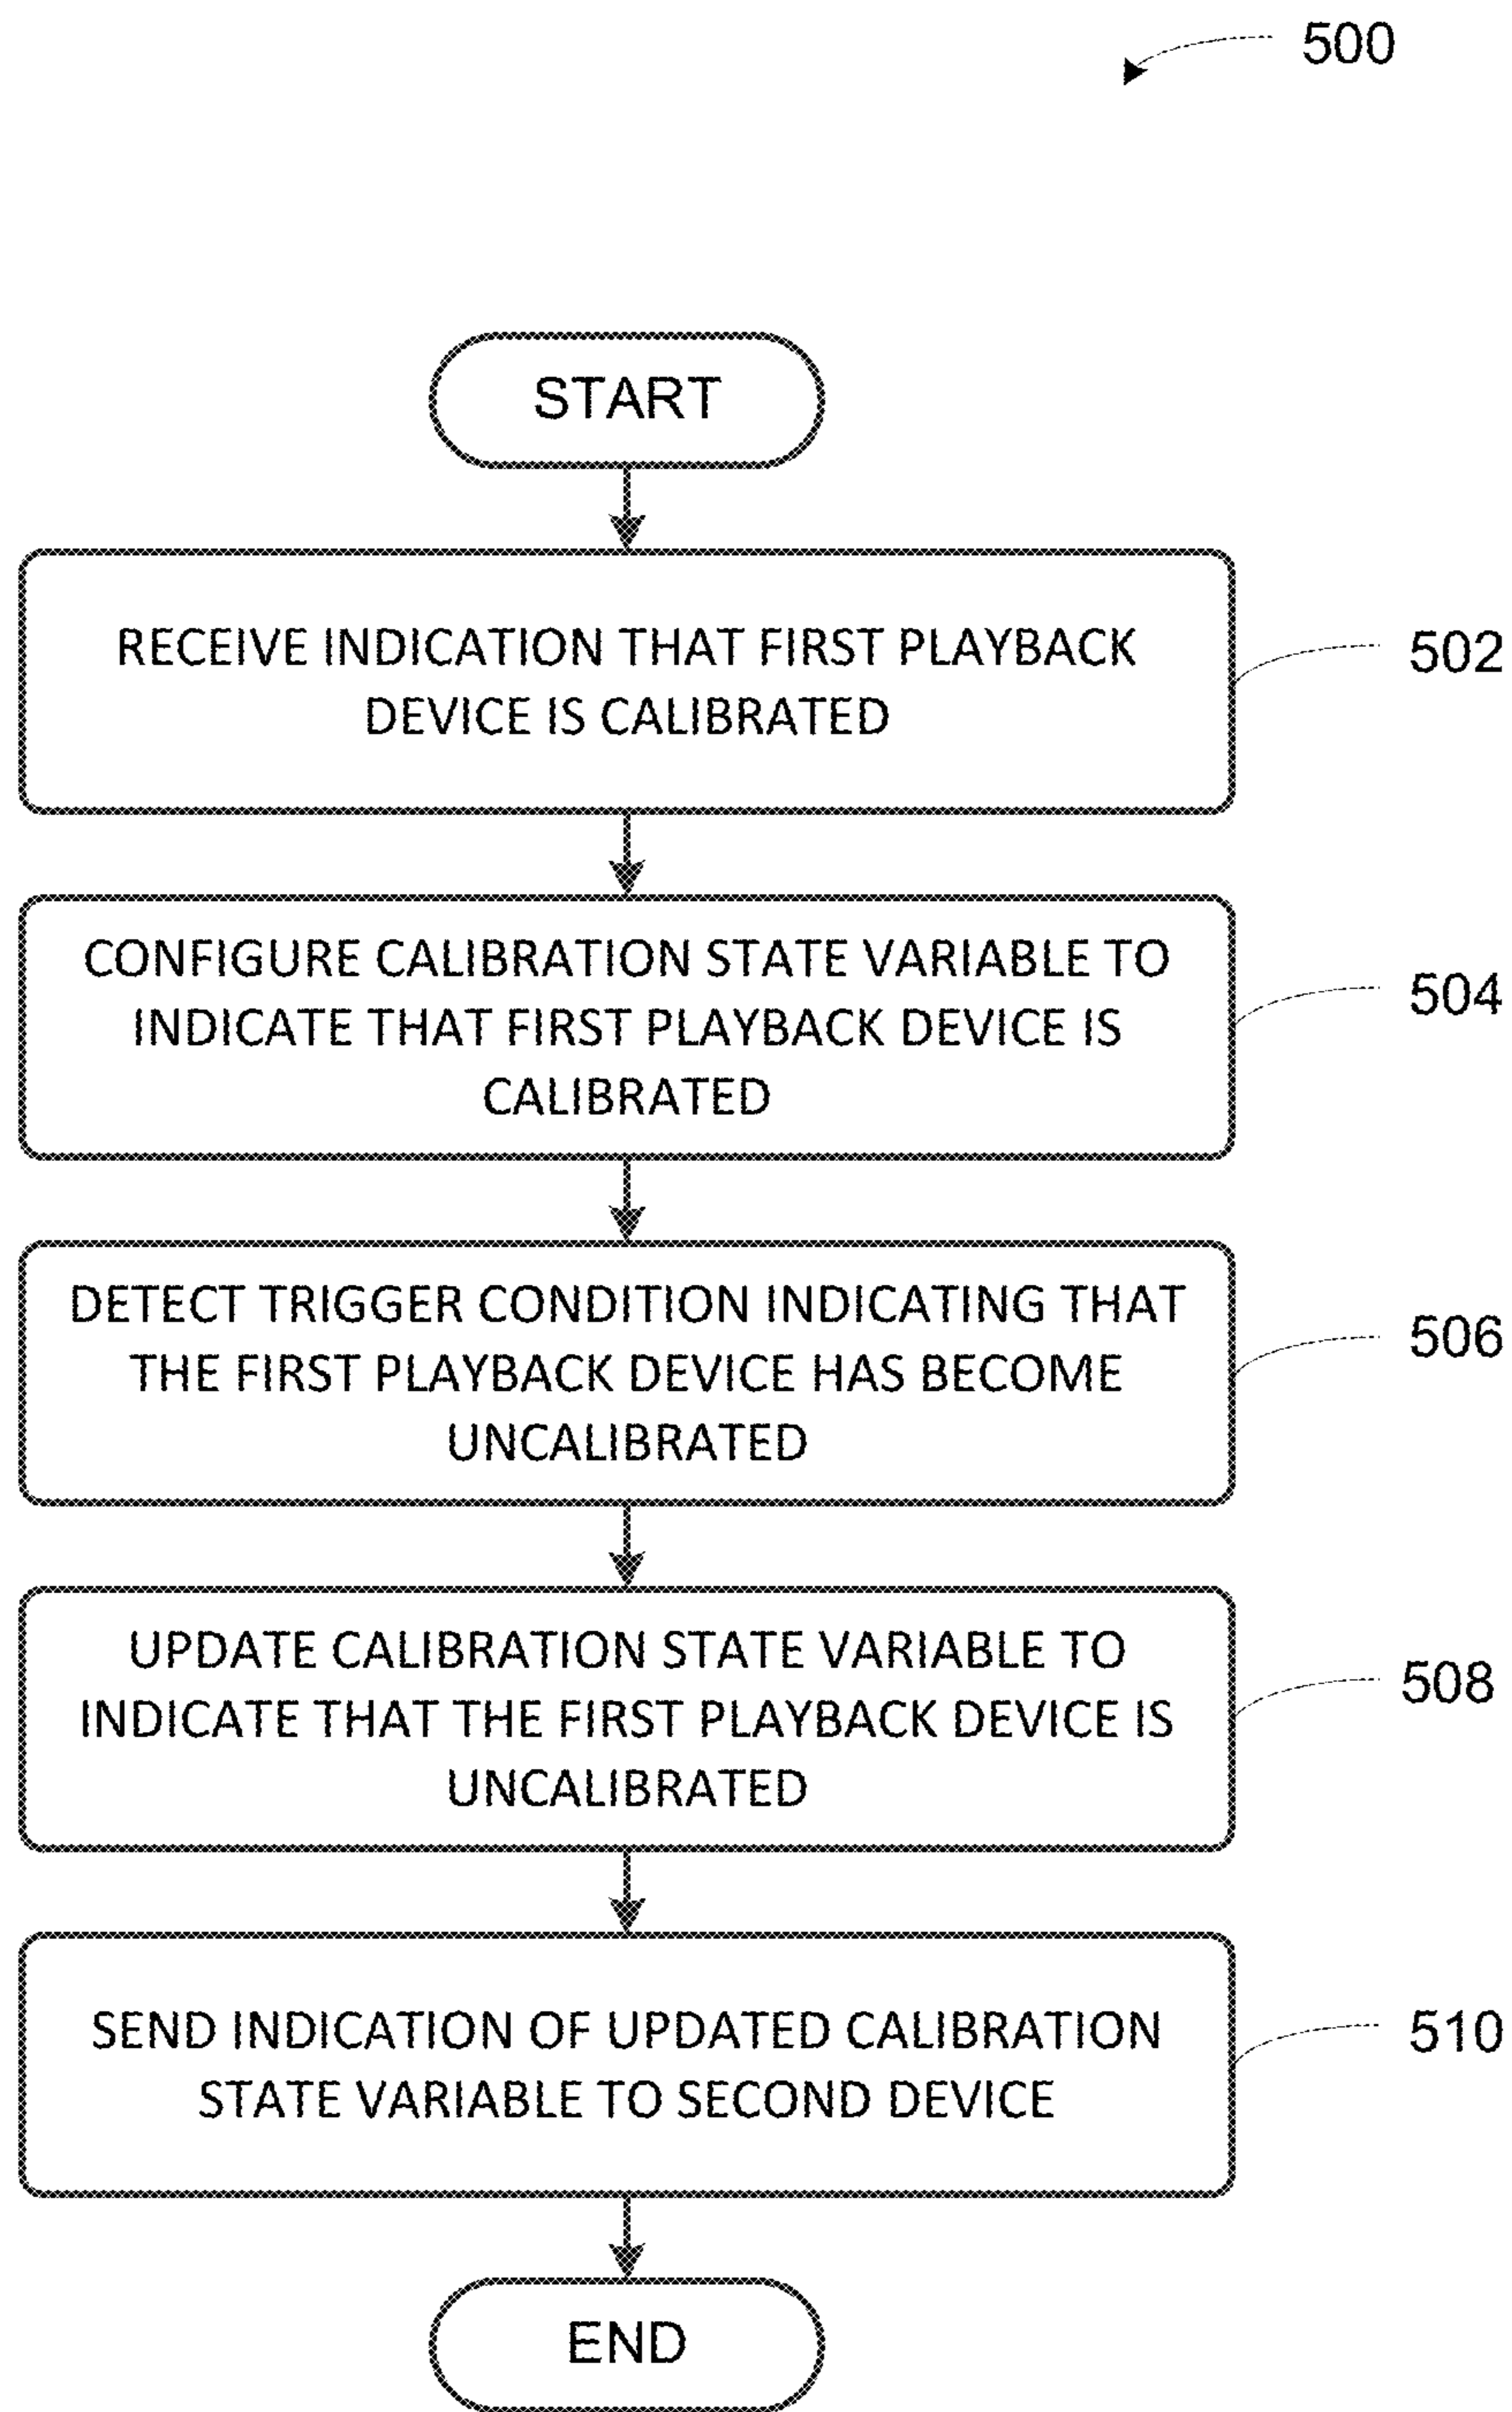 500
START
RECEIVE INDICATION THAT FIRST PLAYBACK
DEVICE IS CALIBRATED
502
CONFIGURE CALIBRATION STATE VARIABLE TO
INDICATE THAT FIRST PLAYBACK DEVICE IS
CALIBRATED
504
DETECT TRIGGER CONDITION INDICATING THAT
THE FIRST PLAYBACK DEVICE HAS BECOME
UNCALIBRATED
506
UPDATE CALIBRATION STATE VARIABLE TO
INDICATE THAT THE FIRST PLAYBACK DEVICE IS
UNCALIBRATED
508
SEND INDICATION OF UPDATED CALIBRATION
STATE VARIABLE TO SECOND DEVICE
510
END